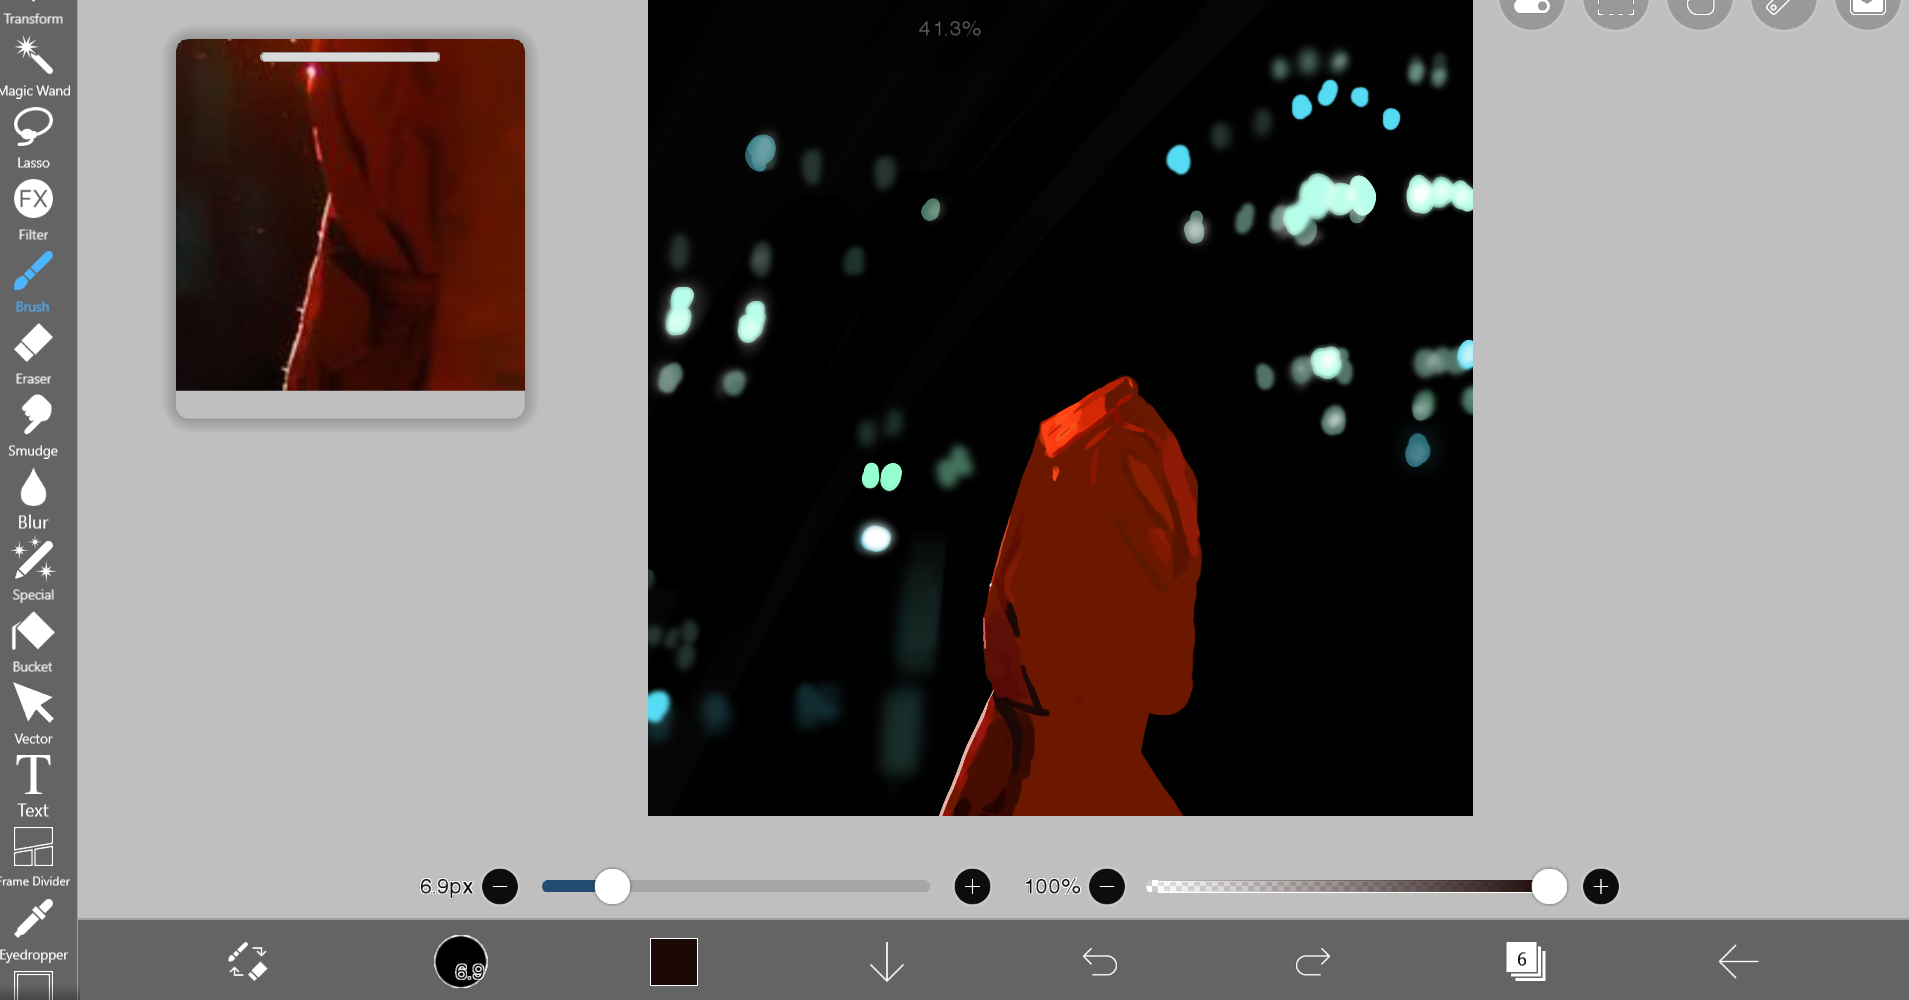 Transform
Magic Wand
Lasso
FX
Filter
Brush
Eraser
Smudge
Blur
Special
Bucket
Vector
T
Text
Frame Divider
Eyedropper
41.3%
6.9px
100%
6.9
6